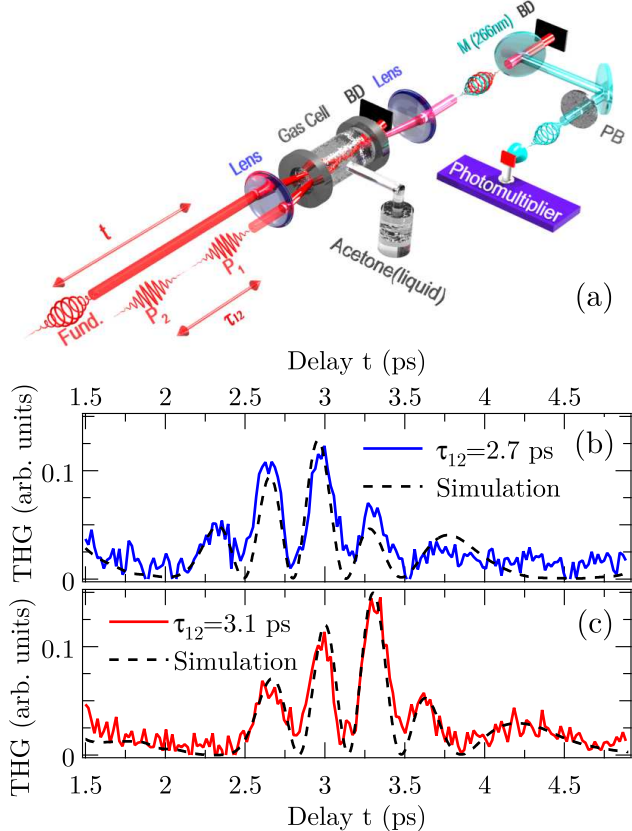 Lens
Gas Cell
BD
Lens
M (266nm)
BD
PB
Photomultiplier
Acetone(liquid)
t
Fund.
P₂
P₁
τ₁₂
(a)
Delay t (ps)
1.5 2 2.5 3 3.5 4 4.5
THG (arb. units)
0.1
0
τ₁₂=2.7 ps
Simulation
(b)
THG (arb. units)
0.1
0
τ₁₂=3.1 ps
Simulation
(c)
1.5 2 2.5 3 3.5 4 4.5
Delay t (ps)